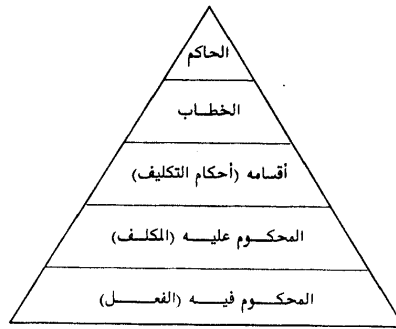 الحاكم
الخطاب
أقسامه (أحكام التكليف)
المحكوم عليه (المكلف)
المحكوم فيه (الفعل)